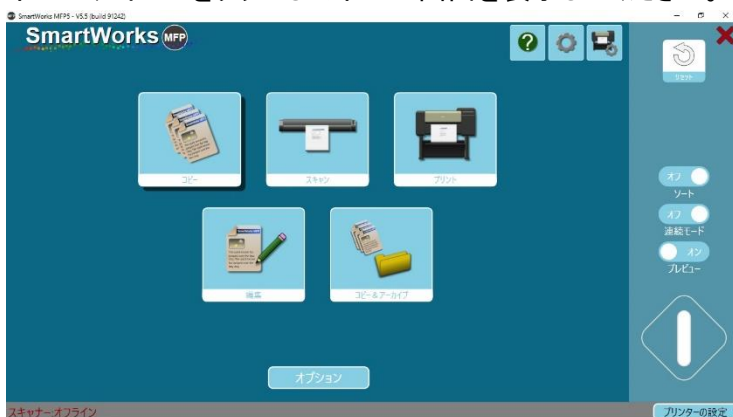 SmartWorks MFP5 - V5.5 (build 91242)
SmartWorks MFP
リセット
コピー
スキャン
プリント
オフ
ソート
オフ
連続モード
オン
プレビュー
編集
コピー&アーカイブ
オプション
スキャナーオフライン
プリンターの設定